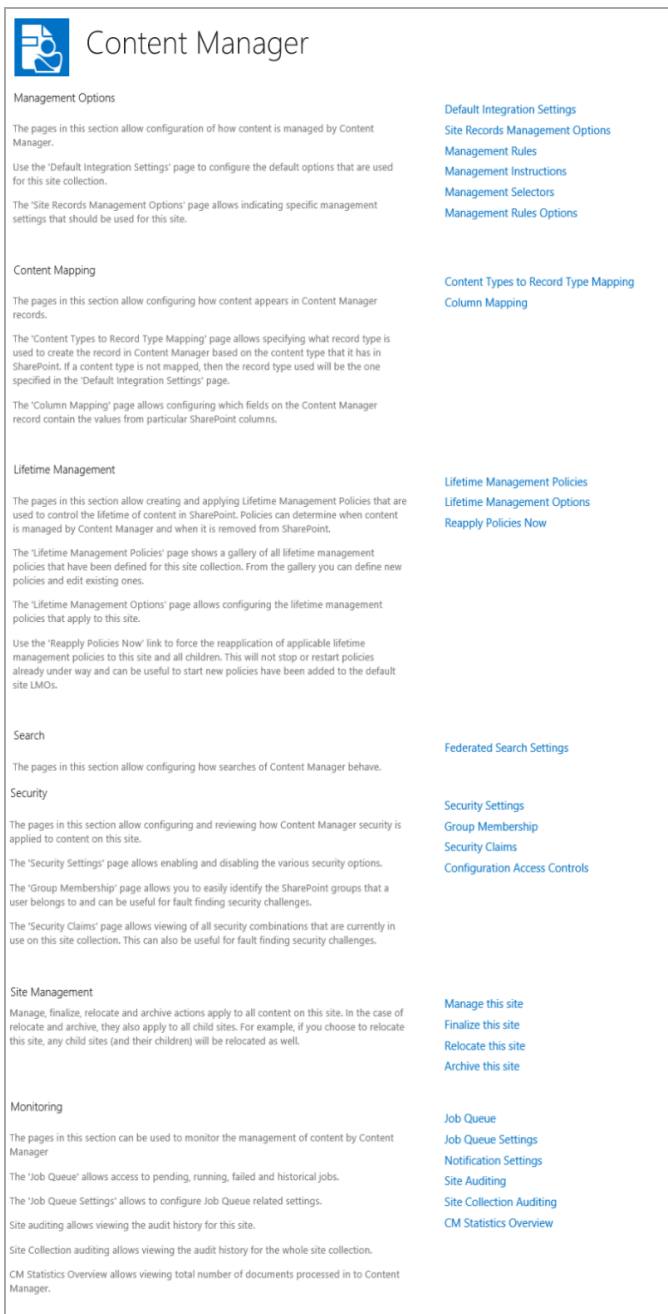 Content Manager
Management Options
The pages in this section allow configuration of how content is managed by Content
Manager.
Use the 'Default Integration Settings' page to configure the default options that are used
for this site collection.
The 'Site Records Management Options' page allows indicating specific management
settings that should be used for this site.
Default Integration Settings
Site Records Management Options
Management Rules
Management Instructions
Management Selectors
Management Rules Options
Content Mapping
The pages in this section allow configuring how content appears in Content Manager
records.
The 'Content Types to Record Type Mapping' page allows specifying what record type is
used to create the record in Content Manager based on the content type that it has in
SharePoint. If a content type is not mapped, then the record type used will be the one
specified in the 'Default Integration Settings' page.
The 'Column Mapping' page allows configuring which fields on the Content Manager
record contain the values from particular SharePoint columns.
Content Types to Record Type Mapping
Column Mapping
Lifetime Management
The pages in this section allow creating and applying Lifetime Management Policies that are
used to control the lifetime of content in SharePoint. Policies can determine when content
is managed by Content Manager and when it is removed from SharePoint.
The 'Lifetime Management Policies' page shows a gallery of all lifetime management
policies that have been defined for this site collection. From the gallery you can define new
policies and edit existing ones.
The 'Lifetime Management Options' page allows configuring the lifetime management
policies that apply to this site.
Use the 'Reapply Policies Now' link to force the reapplication of applicable lifetime
management policies to this site and all children. This will not stop or restart policies
already under way and can be useful to start new policies have been added to the default
site LMOs.
Lifetime Management Policies
Lifetime Management Options
Reapply Policies Now
Search
The pages in this section allow configuring how searches of Content Manager behave.
Federated Search Settings
Security
The pages in this section allow configuring and reviewing how Content Manager security is
applied to content on this site.
The 'Security Settings' page allows enabling and disabling the various security options.
The 'Group Membership' page allows you to easily identify the SharePoint groups that a
user belongs to and can be useful for fault finding security challenges.
The 'Security Claims' page allows viewing of all security combinations that are currently in
use on this site collection. This can also be useful for fault finding security challenges.
Security Settings
Group Membership
Security Claims
Configuration Access Controls
Site Management
Manage, finalize, relocate and archive actions apply to all content on this site. In the case of
relocate and archive, they also apply to all child sites. For example, if you choose to relocate
this site, any child sites (and their children) will be relocated as well.
Manage this site
Finalize this site
Relocate this site
Archive this site
Monitoring
The pages in this section can be used to monitor the management of content by Content
Manager
The 'Job Queue' allows access to pending, running, failed and historical jobs.
The 'Job Queue Settings' allows to configure Job Queue related settings.
Site auditing allows viewing the audit history for this site.
Site Collection auditing allows viewing the audit history for the whole site collection.
CM Statistics Overview allows viewing total number of documents processed in to Content
Manager.
Job Queue
Job Queue Settings
Notification Settings
Site Auditing
Site Collection Auditing
CM Statistics Overview